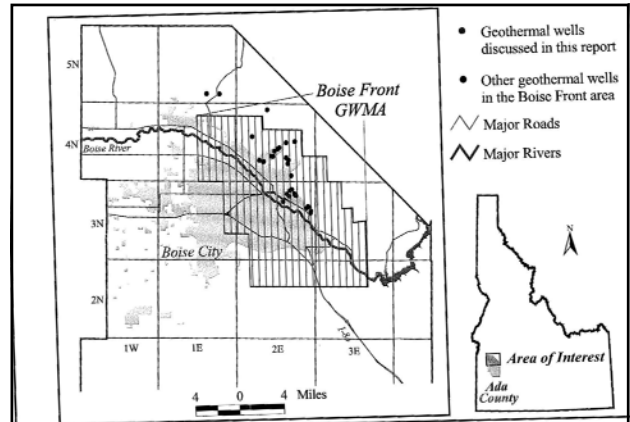 5N
4N
3N
2N
1W
1E
2E
3E
Boise Front
GWMA
Boise River
Boise City
I-84
4 0 4 Miles
Geothermal wells
discussed in this report
Other geothermal wells
in the Boise Front area
Major Roads
Major Rivers
N
Area of Interest
Ada
County